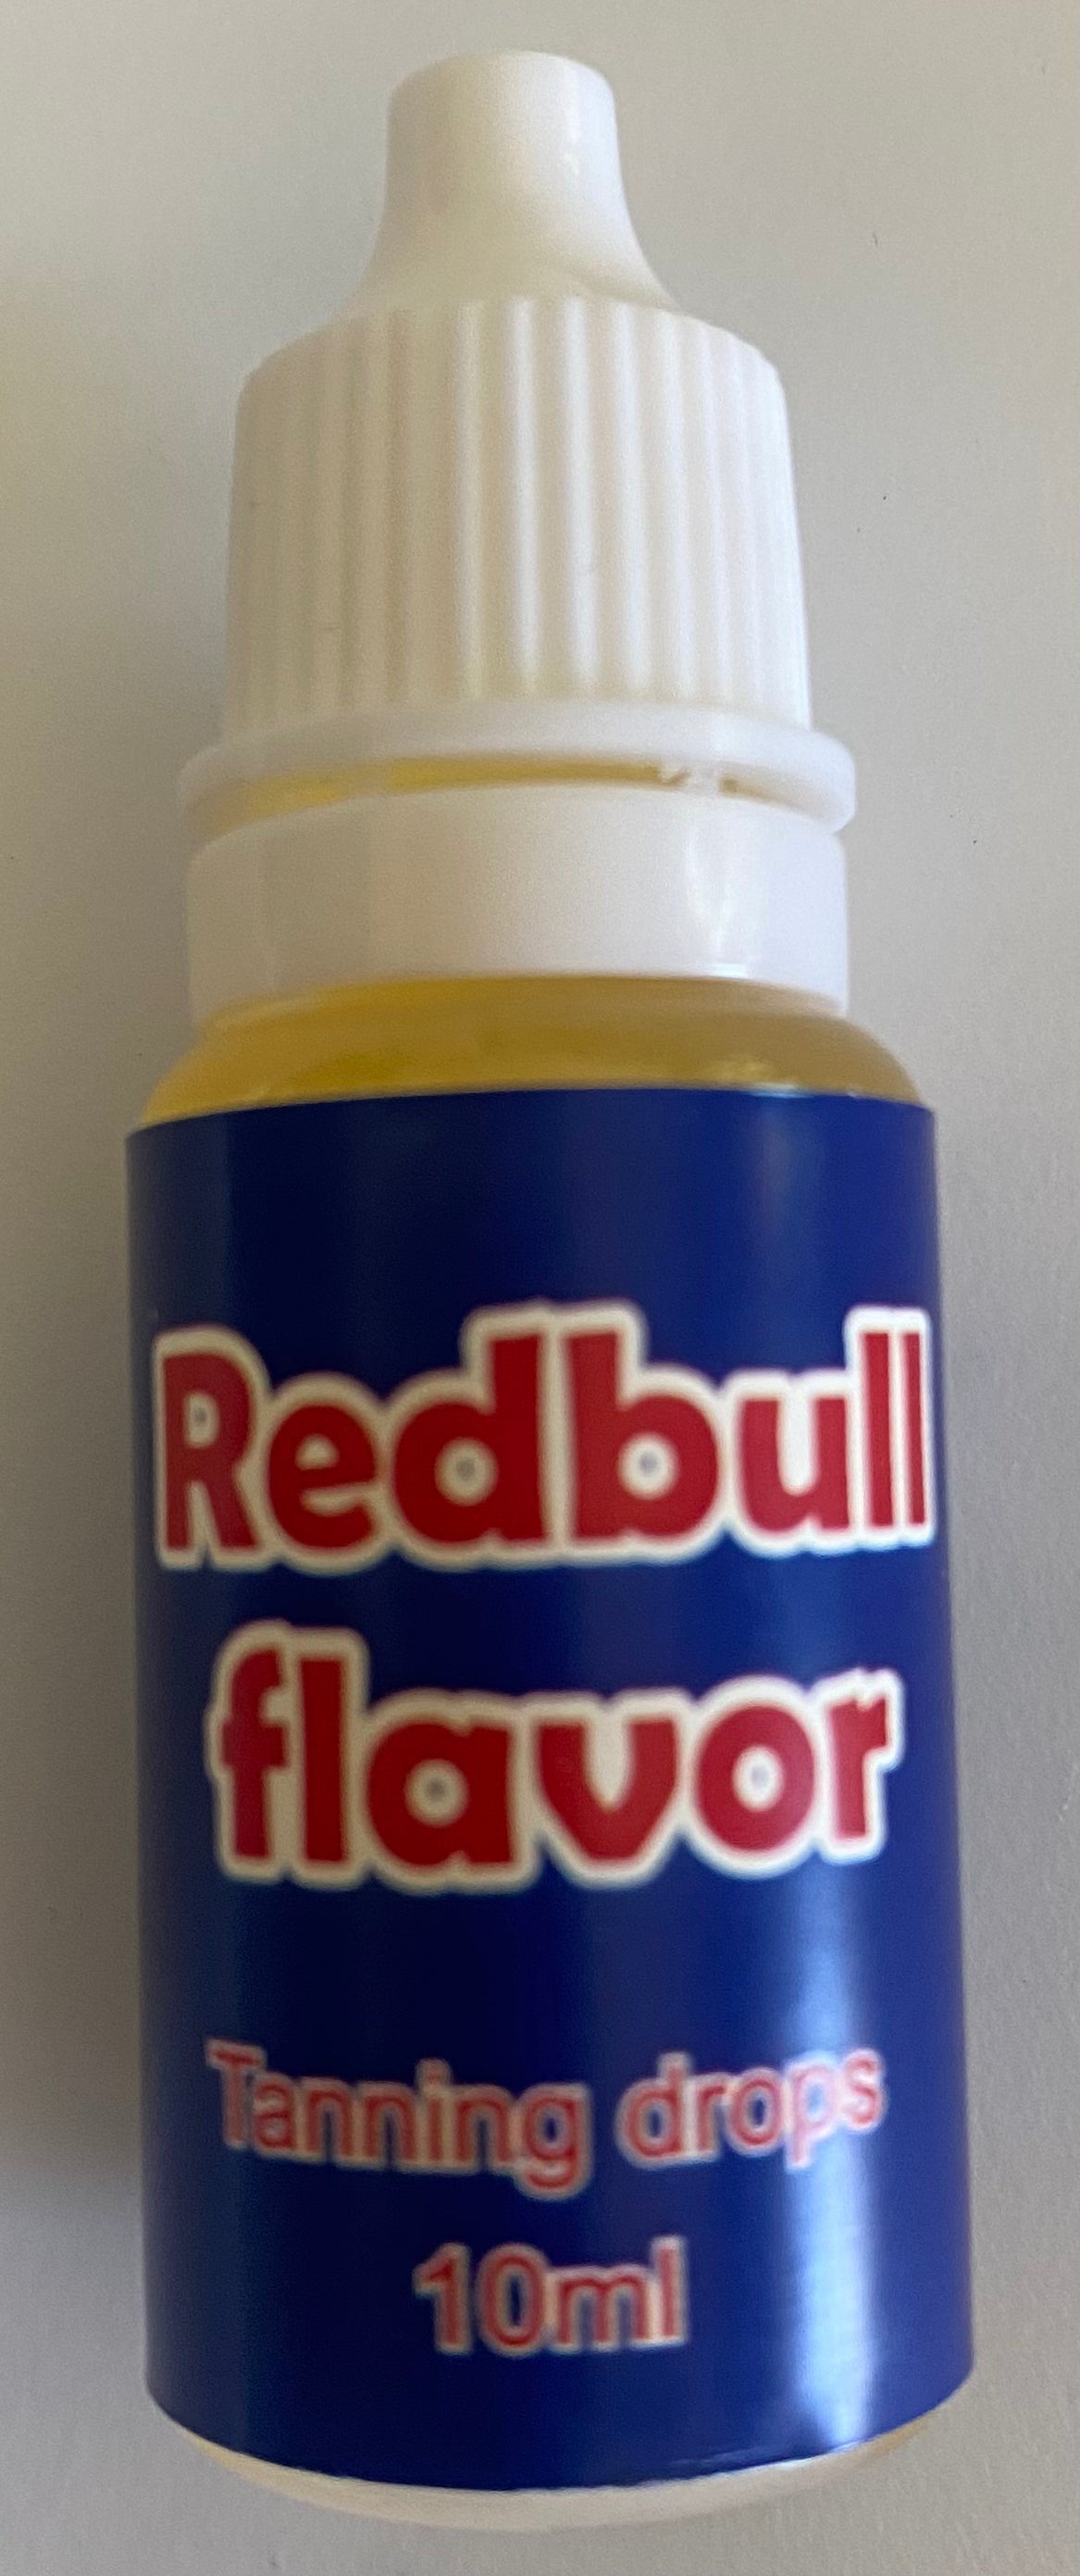 Redbull
flavor
Tanning drops
10ml